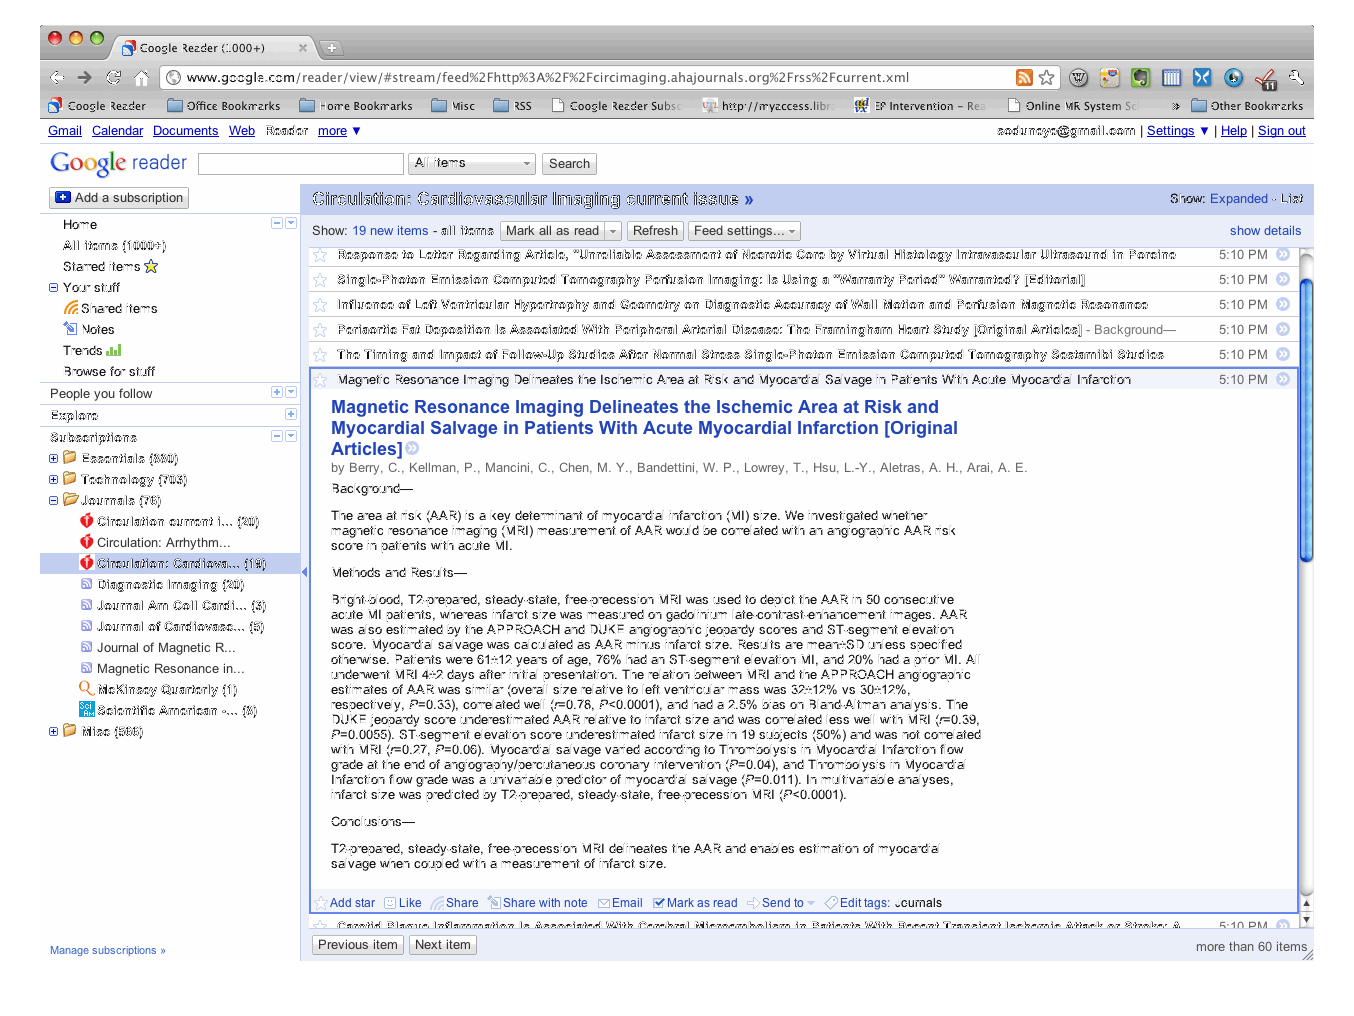 Google Reader (1000+)
www.google.com/reader/view/#stream/feed%2Fhttp%3A%2F%2Fcircimaging.ahajournals.org%2Frss%2Fcurrent.xml
11
Google Reader Office Bookmarks Home Bookmarks Misc RSS Google Reader Subsc http://myaccess.libra EP Intervention – Rea Online MR System Sc » Other Bookmarks
Gmail Calendar Documents Web Reader more ▼ | Settings ▼ | Help | Sign out
Google reader All items Search
Add a subscription
Circulation: Cardiovascular Imaging current issue » Show: Expanded - List
Home
Show: 19 new items - all items Mark all as read Refresh Feed settings... show details
All items (1000+)
Response to Letter Regarding Article, "Unreliable Assessment of Necrotic Core by Virtual Histology Intravascular Ultrasound in Porcine 5:10 PM
Starred items
Single-Photon Emission Computed Tomography Perfusion Imaging: Is Using a "Warranty Period" Warranted? [Editorial] 5:10 PM
Your stuff
Influence of Left Ventricular Hypertrophy and Geometry on Diagnostic Accuracy of Wall Motion and Perfusion Magnetic Resonance 5:10 PM
Shared items
Notes
Periaortic Fat Deposition Is Associated With Peripheral Arterial Disease: The Framingham Heart Study [Original Articles] - Background— 5:10 PM
Trends
The Timing and Impact of Follow-Up Studies After Normal Stress Single-Photon Emission Computed Tomography Sestamibi Studies 5:10 PM
Browse for stuff
Magnetic Resonance Imaging Delineates the Ischemic Area at Risk and Myocardial Salvage in Patients With Acute Myocardial Infarction 5:10 PM
People you follow
Explore
Subscriptions
Essentials (330)
Technology (703)
Journals (76)
Circulation current i... (20)
Circulation: Arrhythm...
Circulation: Cardiova... (19)
Diagnostic Imaging (20)
Journal Am Coll Cardi... (3)
Journal of Cardiovasc... (5)
Journal of Magnetic R...
Magnetic Resonance in...
McKinsey Quarterly (1)
Scientific American -... (8)
Misc (566)
Manage subscriptions »
Magnetic Resonance Imaging Delineates the Ischemic Area at Risk and
Myocardial Salvage in Patients With Acute Myocardial Infarction [Original
Articles]
by Berry, C., Kellman, P., Mancini, C., Chen, M. Y., Bandettini, W. P., Lowrey, T., Hsu, L.-Y., Aletras, A. H., Arai, A. E.
Background—
The area at risk (AAR) is a key determinant of myocardial infarction (MI) size. We investigated whether
magnetic resonance imaging (MRI) measurement of AAR would be correlated with an angiographic AAR risk
score in patients with acute MI.
Methods and Results—
Bright-blood, T2-prepared, steady-state, free-precession MRI was used to depict the AAR in 50 consecutive
acute MI patients, whereas infarct size was measured on gadolinium late-contrast-enhancement images. AAR
was also estimated by the APPROACH and DUKE angiographic jeopardy scores and ST-segment elevation
score. Myocardial salvage was calculated as AAR minus infarct size. Results are mean±SD unless specified
otherwise. Patients were 61±12 years of age, 76% had an ST-segment elevation MI, and 20% had a prior MI. All
underwent MRI 4±2 days after initial presentation. The relation between MRI and the APPROACH angiographic
estimates of AAR was similar (overall size relative to left ventricular mass was 32±12% vs 30±12%,
respectively, P=0.33), correlated well (r=0.78, P<0.0001), and had a 2.5% bias on Bland-Altman analysis. The
DUKE jeopardy score underestimated AAR relative to infarct size and was correlated less well with MRI (r=0.39,
P=0.0055). ST-segment elevation score underestimated infarct size in 19 subjects (50%) and was not correlated
with MRI (r=0.27, P=0.06). Myocardial salvage varied according to Thrombolysis in Myocardial Infarction flow
grade at the end of angiography/percutaneous coronary intervention (P=0.04), and Thrombolysis in Myocardial
Infarction flow grade was a univariable predictor of myocardial salvage (P=0.011). In multivariable analyses,
infarct size was predicted by T2-prepared, steady-state, free-precession MRI (P<0.0001).
Conclusions—
T2-prepared, steady-state, free-precession MRI delineates the AAR and enables estimation of myocardial
salvage when coupled with a measurement of infarct size.
Add star Like Share Share with note Email Mark as read Send to Edit tags: Journals
Carotid Plaque Inflammation Is Associated With Cerebral Microembolism in Patients With Recent Transient Ischemic Attack or Stroke: A 5:10 PM
Previous item Next item more than 60 items